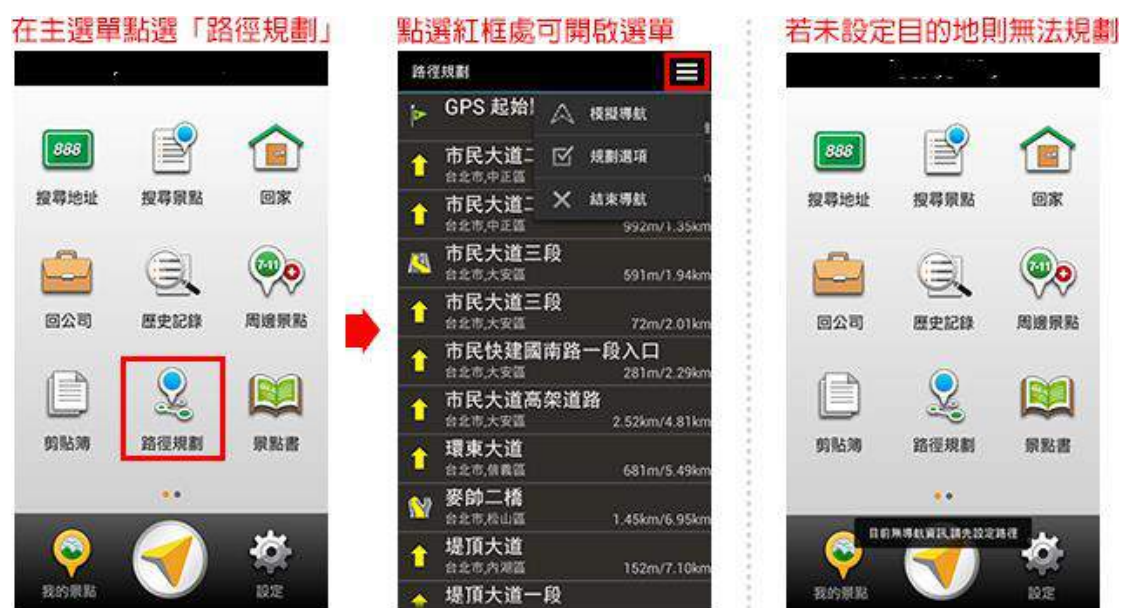 在主選單點選「路徑規劃」
888
搜尋地址
搜尋景點
回家
回公司
歷史記錄
7-11
周邊景點
剪貼簿
路徑規劃
景點書
我的景點
設定
點選紅框處可開啟選單
路徑規劃
GPS 起始
模擬導航
規劃選項
結束導航
市民大道二
台北市,中正區
市民大道二
台北市,中正區
992m/1.35km
市民大道三段
台北市,大安區
591m/1.94km
市民大道三段
台北市,大安區
72m/2.01km
市民快建國南路一段入口
台北市,大安區
281m/2.29km
市民大道高架道路
台北市,大安區
2.52km/4.81km
環東大道
台北市,信義區
681m/5.49km
麥帥二橋
台北市,松山區
1.45km/6.95km
堤頂大道
台北市,內湖區
152m/7.10km
堤頂大道一段
若未設定目的地則無法規劃
888
搜尋地址
搜尋景點
回家
回公司
歷史記錄
7-11
周邊景點
剪貼簿
路徑規劃
景點書
目前無導航資訊,請先設定路徑
我的景點
設定